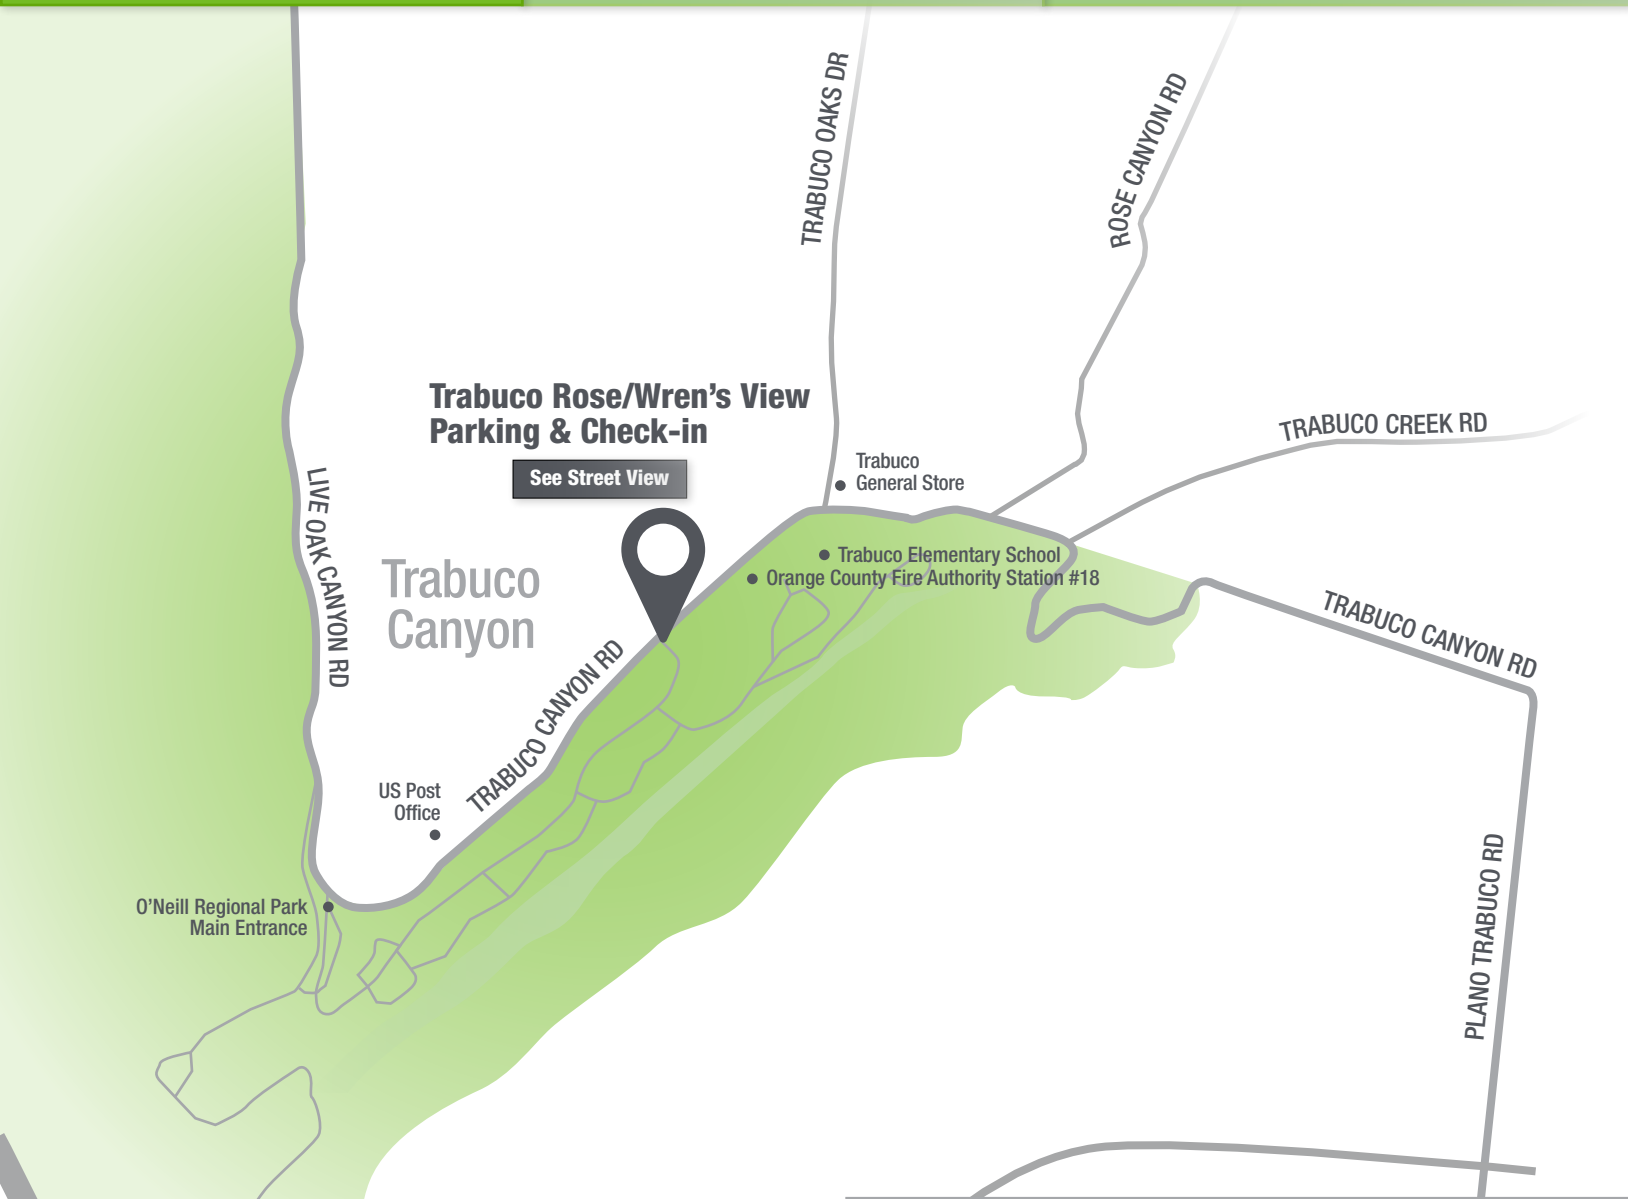 TRABUCO OAKS DR
ROSE CANYON RD
Trabuco Rose/Wren's View
Parking & Check-in
See Street View
TRABUCO CREEK RD
Trabuco
General Store
LIVE OAK CANYON RD
Trabuco
Canyon
Trabuco Elementary School
Orange County Fire Authority Station #18
TRABUCO CANYON RD
TRABUCO CANYON RD
US Post
Office
O'Neill Regional Park
Main Entrance
PLANO TRABUCO RD